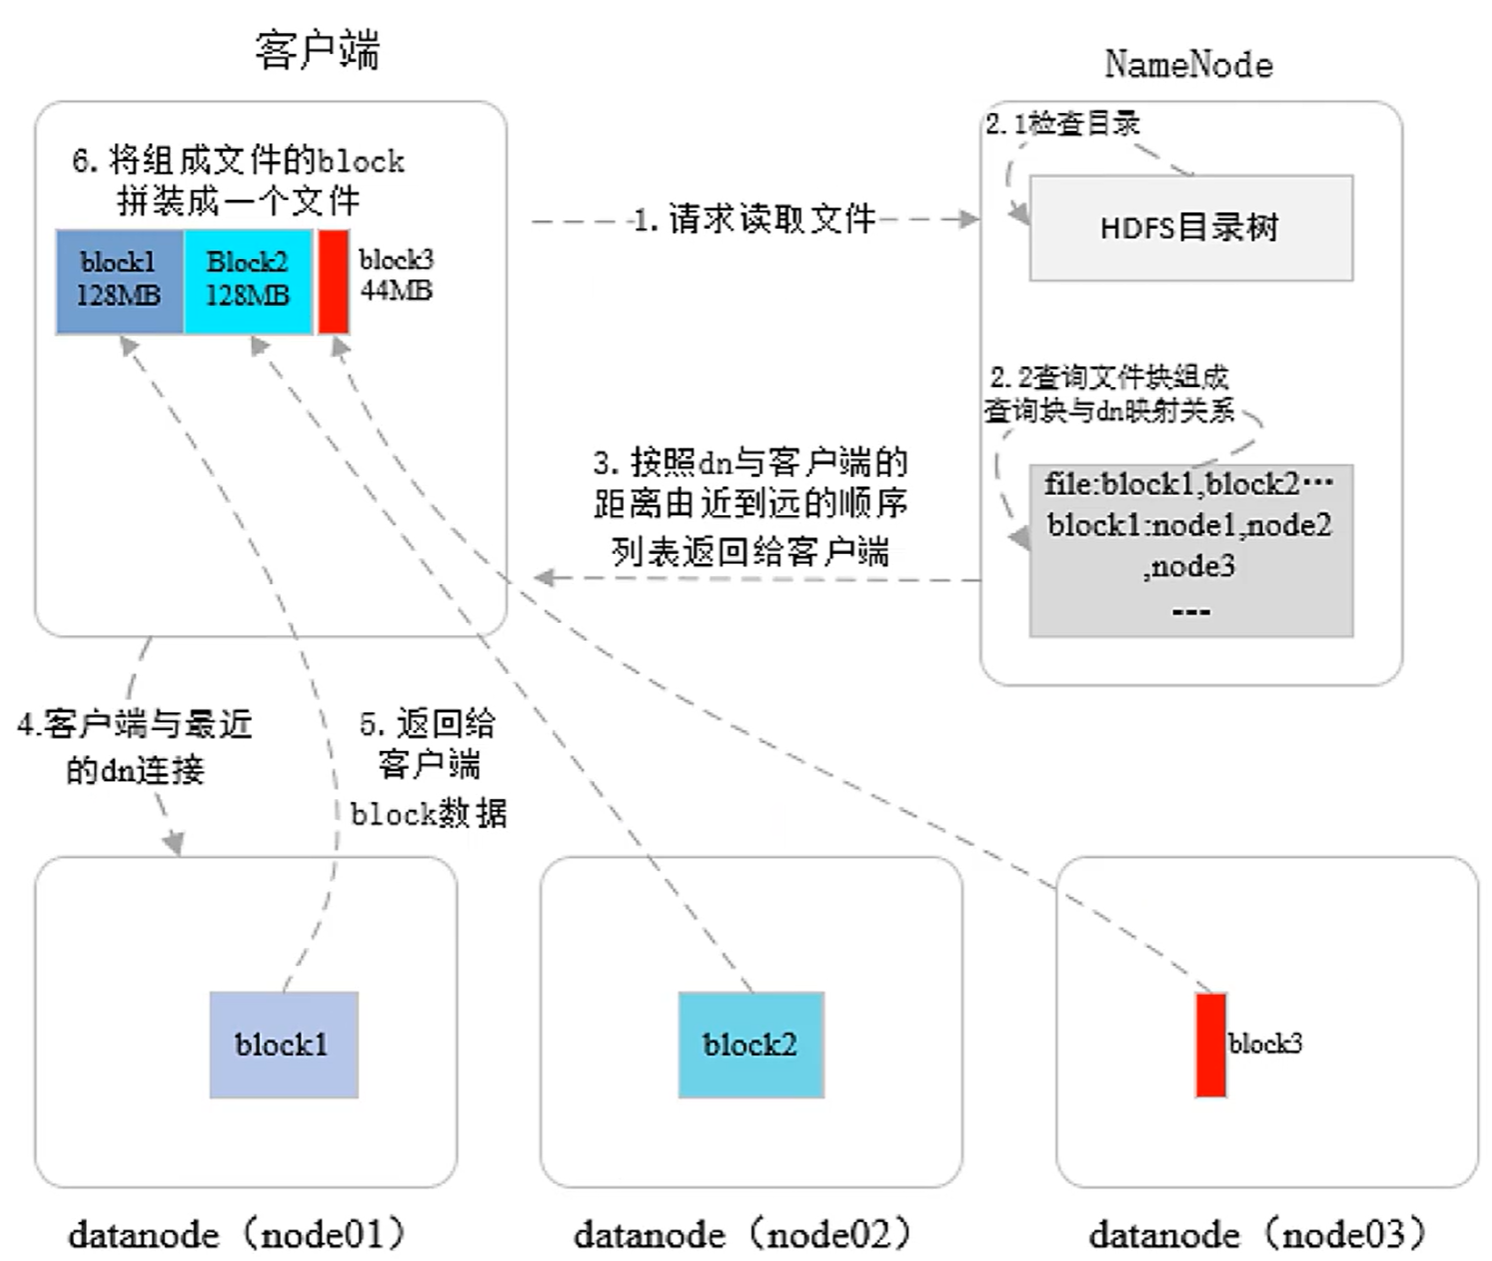 客户端
NameNode
6. 将组成文件的block
拼装成一个文件
block1
128MB
Block2
128MB
block3
44MB
1. 请求读取文件
2.1检查目录
HDFS目录树
2.2查询文件块组成
查询块与dn映射关系
file:block1,block2…
block1:node1,node2
,node3
---
3. 按照dn与客户端的
距离由近到远的顺序
列表返回给客户端
4.客户端与最近
的dn连接
5. 返回给
客户端
block数据
block1
block2
block3
datanode（node01）
datanode（node02）
datanode（node03）